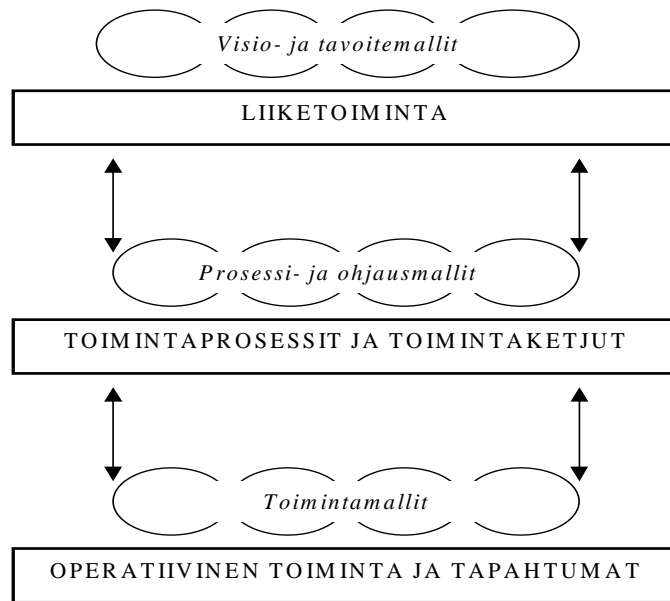 Visio- ja tavoitemallit
LIIKETOIMINTA
Prosessi- ja ohjausmallit
TOIMINTAPROSESSIT JA TOIMINTAKETJUT
Toimintamallit
OPERATIIVINEN TOIMINTA JA TAPAHTUMAT